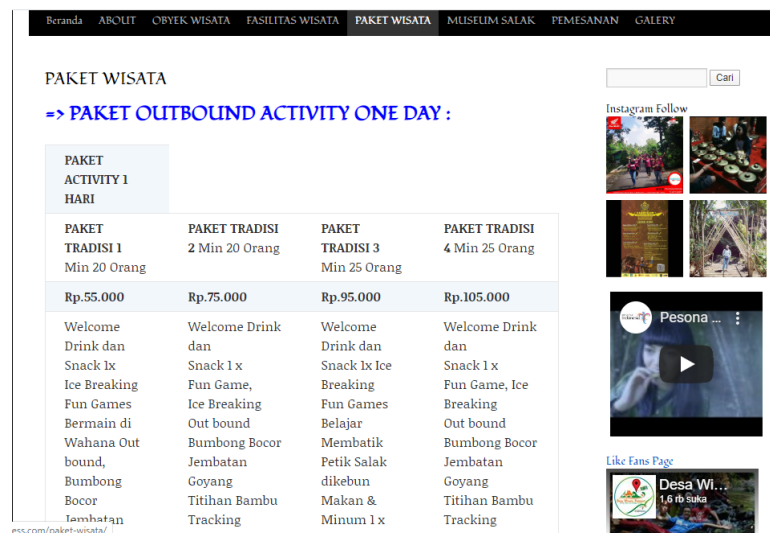 Beranda ABOUT OBYEK WISATA FASILITAS WISATA PAKET WISATA MUSEUM SALAK PEMESANAN GALERY
PAKET WISATA
=> PAKET OUTBOUND ACTIVITY ONE DAY :
PAKET
ACTIVITY 1
HARI
PAKET
TRADISI 1
Min 20 Orang
PAKET TRADISI
2 Min 20 Orang
PAKET
TRADISI 3
Min 25 Orang
PAKET TRADISI
4 Min 25 Orang
Rp.55.000
Rp.75.000
Rp.95.000
Rp.105.000
Welcome
Drink dan
Snack 1x
Ice Breaking
Fun Games
Bermain di
Wahana Out
bound,
Bumbong
Bocor
Jembatan
Welcome Drink
dan
Snack 1 x
Fun Game,
Ice Breaking
Out bound
Bumbong Bocor
Jembatan
Goyang
Titihan Bambu
Tracking
Welcome
Drink dan
Snack 1x Ice
Breaking
Fun Games
Belajar
Membatik
Petik Salak
dikebun
Makan &
Minum 1 x
Welcome Drink
dan
Snack 1 x
Fun Game, Ice
Breaking
Out bound
Bumbong Bocor
Jembatan
Goyang
Titihan Bambu
Tracking
Cari
Instagram Follow
Pesona ...
Like Fans Page
Desa Wi...
1,6 rb suka
ess.com/paket-wisata/